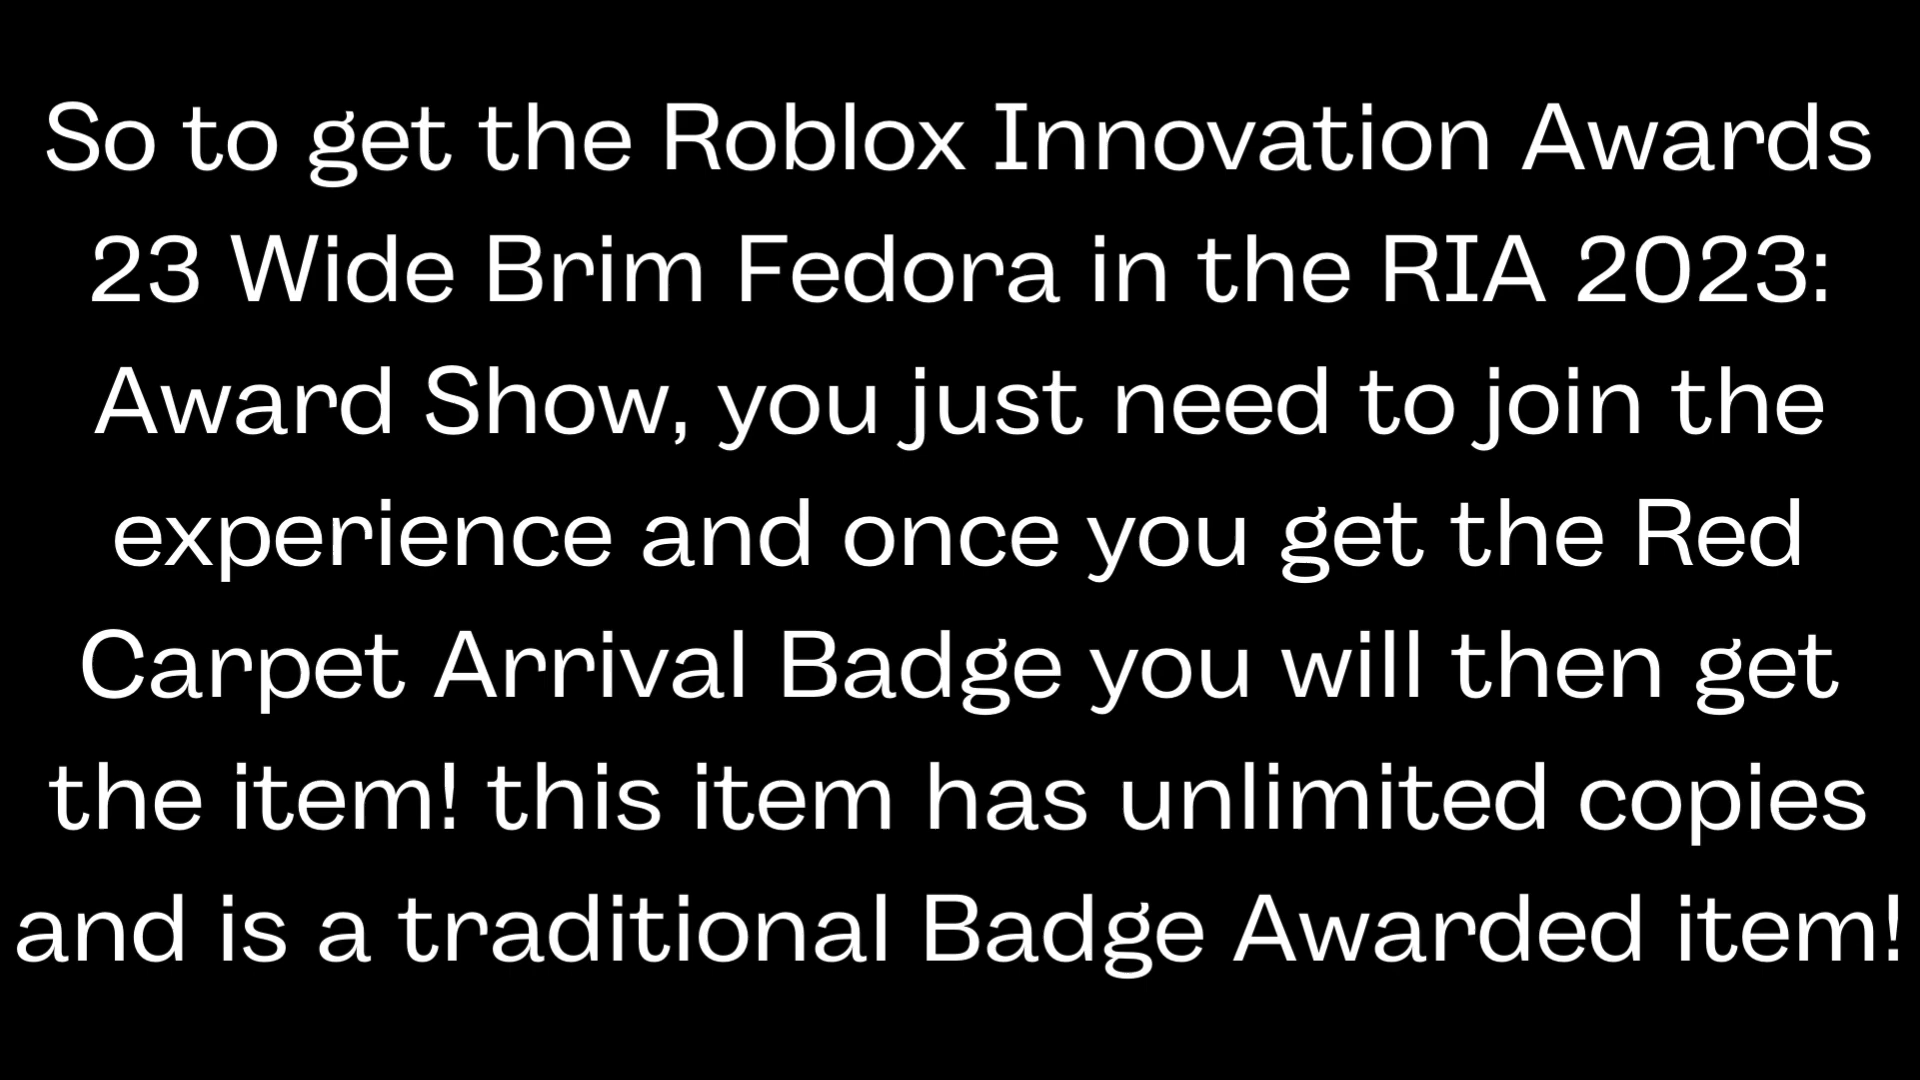 So to get the Roblox Innovation Awards
23 Wide Brim Fedora in the RIA 2023:
Award Show, you just need to join the
experience and once you get the Red
Carpet Arrival Badge you will then get
the item! this item has unlimited copies
and is a traditional Badge Awarded item!